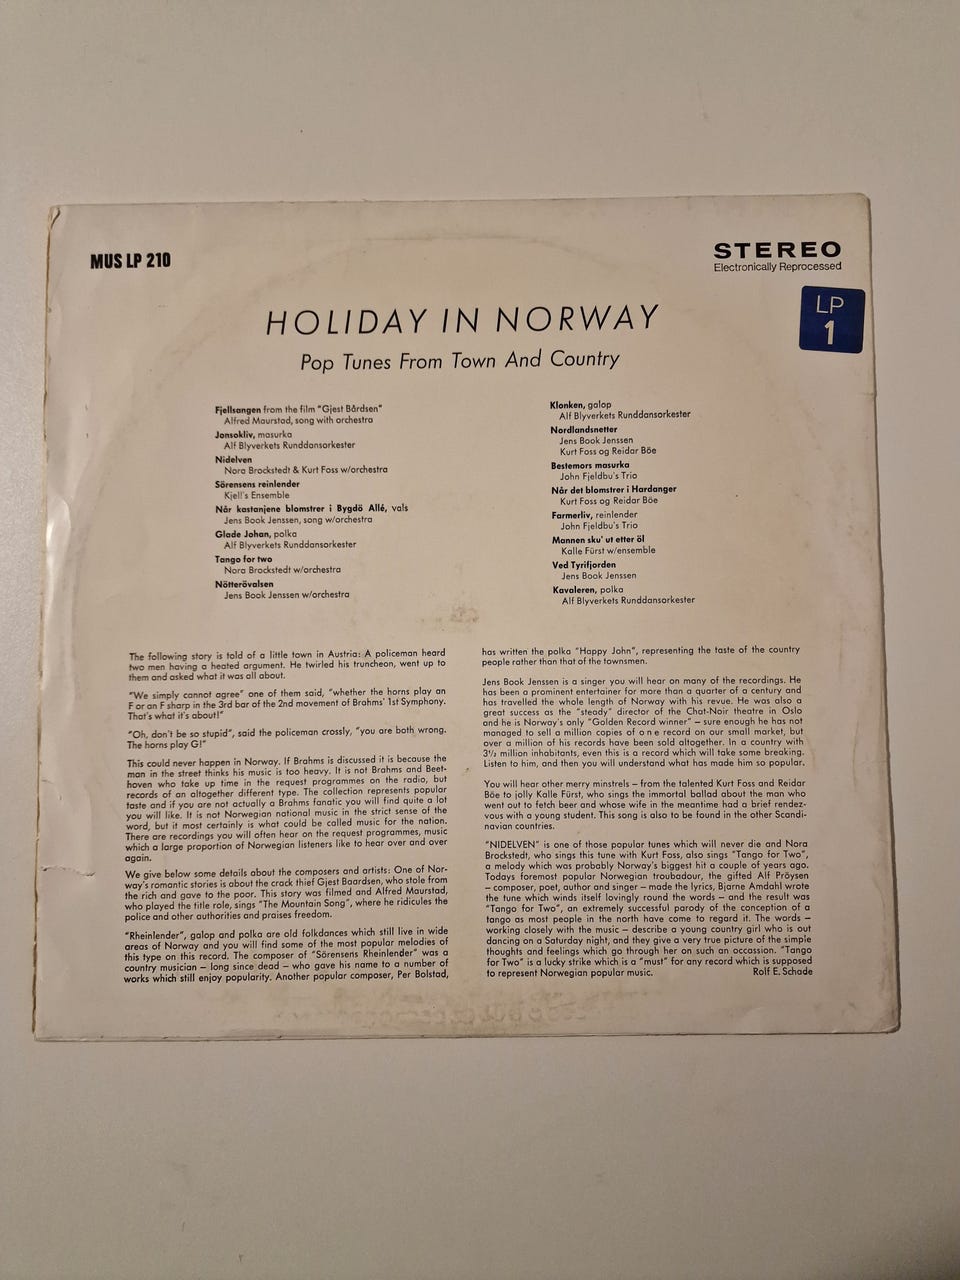 MUS LP 210
STEREO
Electronically Reprocessed
LP
1
HOLIDAY IN NORWAY
Pop Tunes From Town And Country
Fjellsangen from the film "Gjest Bårdsen"
Alfred Maurstad, song with orchestra
Jonsokliv, masurka
Alf Blyverkets Runddansorkester
Nidelven
Nora Brockstedt & Kurt Foss w/orchestra
Sörensens reinlender
Kjell's Ensemble
Når kastanjene blomstrer i Bygdö Allé, vals
Jens Book Jenssen, song w/orchestra
Glade Johan, polka
Alf Blyverkets Runddansorkester
Tango for two
Nora Brockstedt w/orchestra
Nötterövalsen
Jens Book Jenssen w/orchestra
Klonken, galop
Alf Blyverkets Runddansorkester
Nordlandsnetter
Jens Book Jenssen
Kurt Foss og Reidar Böe
Bestemors masurka
John Fjeldbu's Trio
Når det blomstrer i Hardanger
Kurt Foss og Reidar Böe
Farmerliv, reinlender
John Fjeldbu's Trio
Mannen sku' ut etter öl
Kalle Fürst w/ensemble
Ved Tyrifjorden
Jens Book Jenssen
Kavaleren, polka
Alf Blyverkets Runddansorkester
The following story is told of a little town in Austria: A policeman heard
two men having a heated argument. He twirled his truncheon, went up to
them and asked what it was all about.
"We simply cannot agree" one of them said, "whether the horns play an
F or an F sharp in the 3rd bar of the 2nd movement of Brahms' 1st Symphony.
That's what it's about!"
"Oh, don't be so stupid", said the policeman crossly, "you are both wrong.
The horns play G!"
This could never happen in Norway. If Brahms is discussed it is because the
man in the street thinks his music is too heavy. It is not Brahms and Beet-
hoven who take up time in the request programmes on the radio, but
records of an altogether different type. The collection represents popular
taste and if you are not actually a Brahms fanatic you will find quite a lot
you will like. It is not Norwegian national music in the strict sense of the
word, but it most certainly is what could be called music for the nation.
There are recordings you will often hear on the request programmes, music
which a large proportion of Norwegian listeners like to hear over and over
again.
We give below some details about the composers and artists: One of Nor-
way's romantic stories is about the crack thief Gjest Baardsen, who stole from
the rich and gave to the poor. This story was filmed and Alfred Maurstad,
who played the title role, sings "The Mountain Song", where he ridicules the
police and other authorities and praises freedom.
"Rheinlender", galop and polka are old folkdances which still live in wide
areas of Norway and you will find some of the most popular melodies of
this type on this record. The composer of "Sörensens Rheinlender" was a
country musician – long since dead – who gave his name to a number of
works which still enjoy popularity. Another popular composer, Per Bolstad,
has written the polka "Happy John", representing the taste of the country
people rather than that of the townsmen.
Jens Book Jenssen is a singer you will hear on many of the recordings. He
has been a prominent entertainer for more than a quarter of a century and
has travelled the whole length of Norway with his revue. He was also a
great success as the "steady" director of the Chat-Noir theatre in Oslo
and he is Norway's only "Golden Record winner" – sure enough he has not
managed to sell a million copies of o n e record on our small market, but
over a million of his records have been sold altogether. In a country with
3½ million inhabitants, even this is a record which will take some breaking.
Listen to him, and then you will understand what has made him so popular.
You will hear other merry minstrels – from the talented Kurt Foss and Reidar
Böe to jolly Kalle Fürst, who sings the immortal ballad about the man who
went out to fetch beer and whose wife in the meantime had a brief rendez-
vous with a young student. This song is also to be found in the other Scandi-
navian countries.
"NIDELVEN" is one of those popular tunes which will never die and Nora
Brockstedt, who sings this tune with Kurt Foss, also sings "Tango for Two",
a melody which was probably Norway's biggest hit a couple of years ago.
Todays foremost popular Norwegian troubadour, the gifted Alf Pröysen
– composer, poet, author and singer – made the lyrics, Bjarne Amdahl wrote
the tune which winds itself lovingly round the words – and the result was
"Tango for Two", an extremely successful parody of the conception of a
tango as most people in the north have come to regard it. The words –
working closely with the music – describe a young country girl who is out
dancing on a Saturday night, and they give a very true picture of the simple
thoughts and feelings which go through her on such an occassion. "Tango
for Two" is a lucky strike which is a "must" for any record which is supposed
to represent Norwegian popular music. Rolf E. Schade